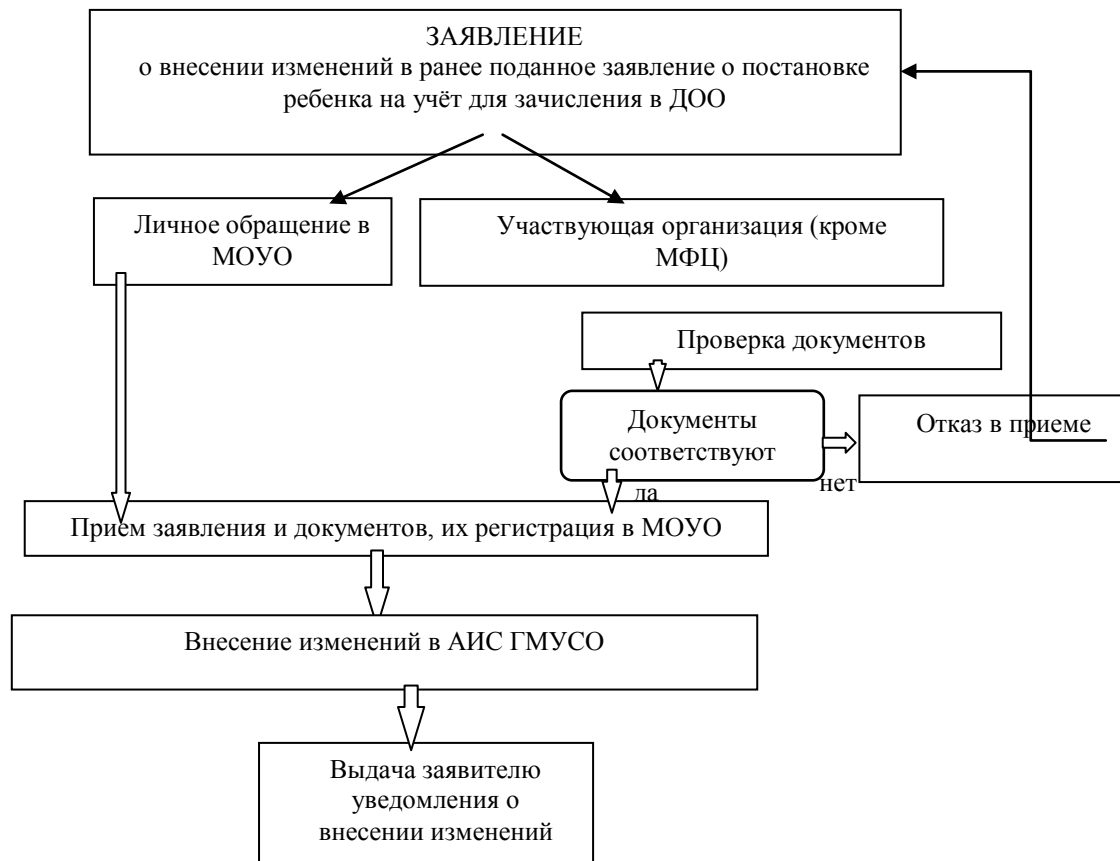 ЗАЯВЛЕНИЕ
о внесении изменений в ранее поданное заявление о постановке
ребенка на учёт для зачисления в ДОО
Личное обращение в
МОУО
Участвующая организация (кроме
МФЦ)
Проверка документов
Документы
соответствуют
Отказ в приеме
да
нет
Прием заявления и документов, их регистрация в МОУО
Внесение изменений в АИС ГМУСО
Выдача заявителю
уведомления о
внесении изменений